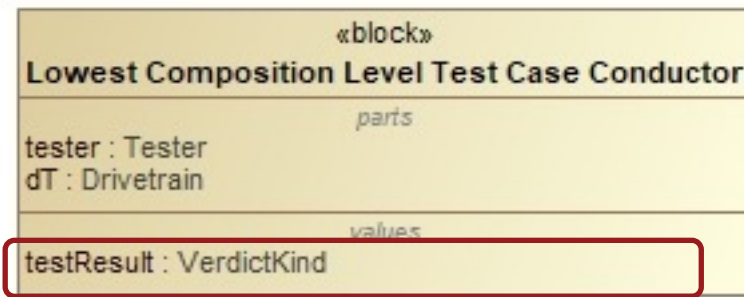 «block»
Lowest Composition Level Test Case Conductor
parts
tester : Tester
dT : Drivetrain
values
testResult : VerdictKind